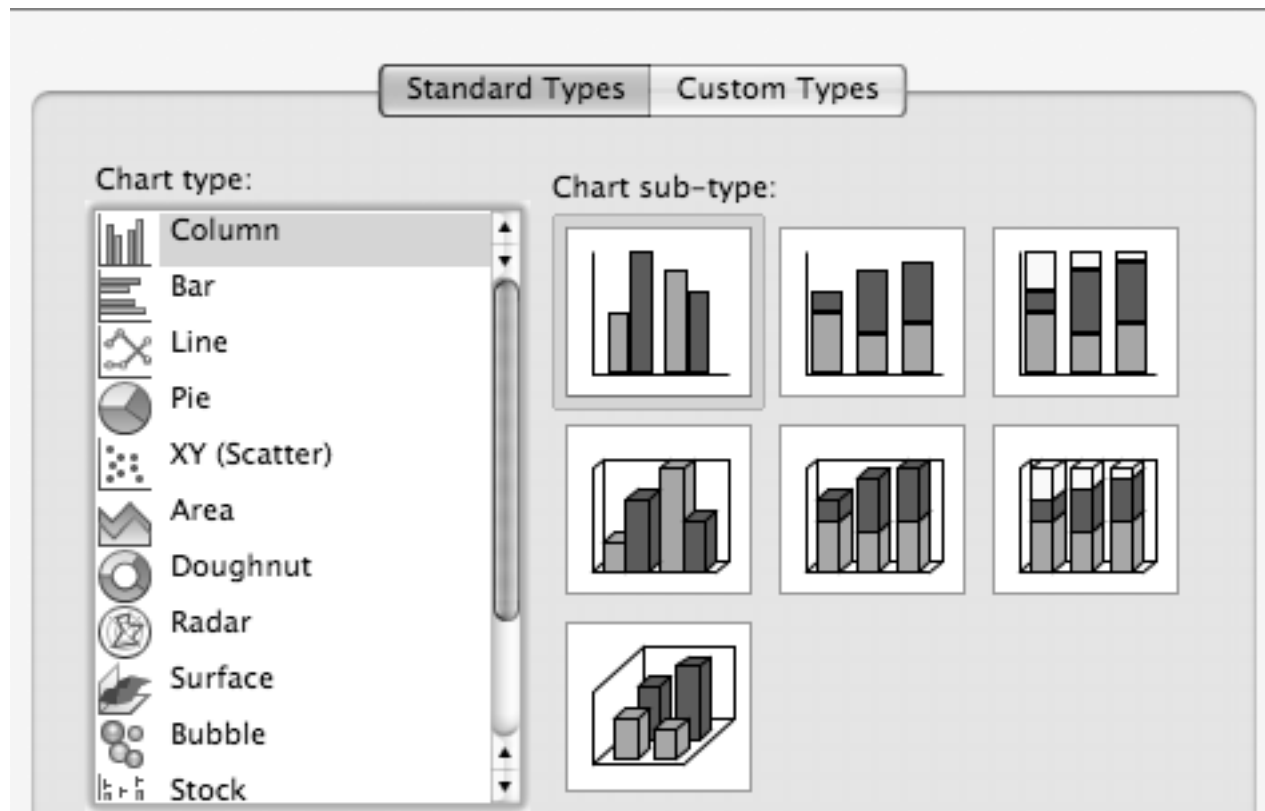 Standard Types
Custom Types
Chart type:
Chart sub-type:
Column
Bar
Line
Pie
XY (Scatter)
Area
Doughnut
Radar
Surface
Bubble
Stock